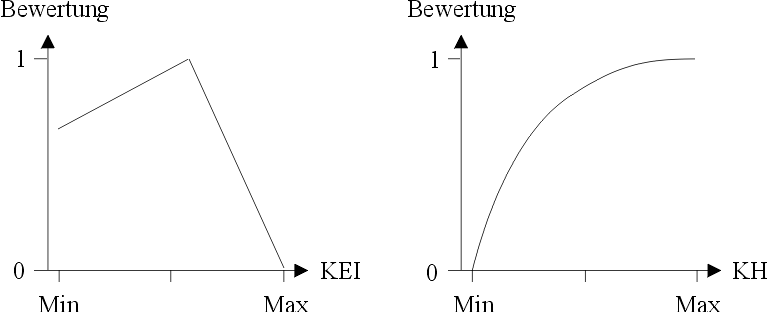 Bewertung
1
0
KEI
Min
Max
Bewertung
1
0
KH
Min
Max